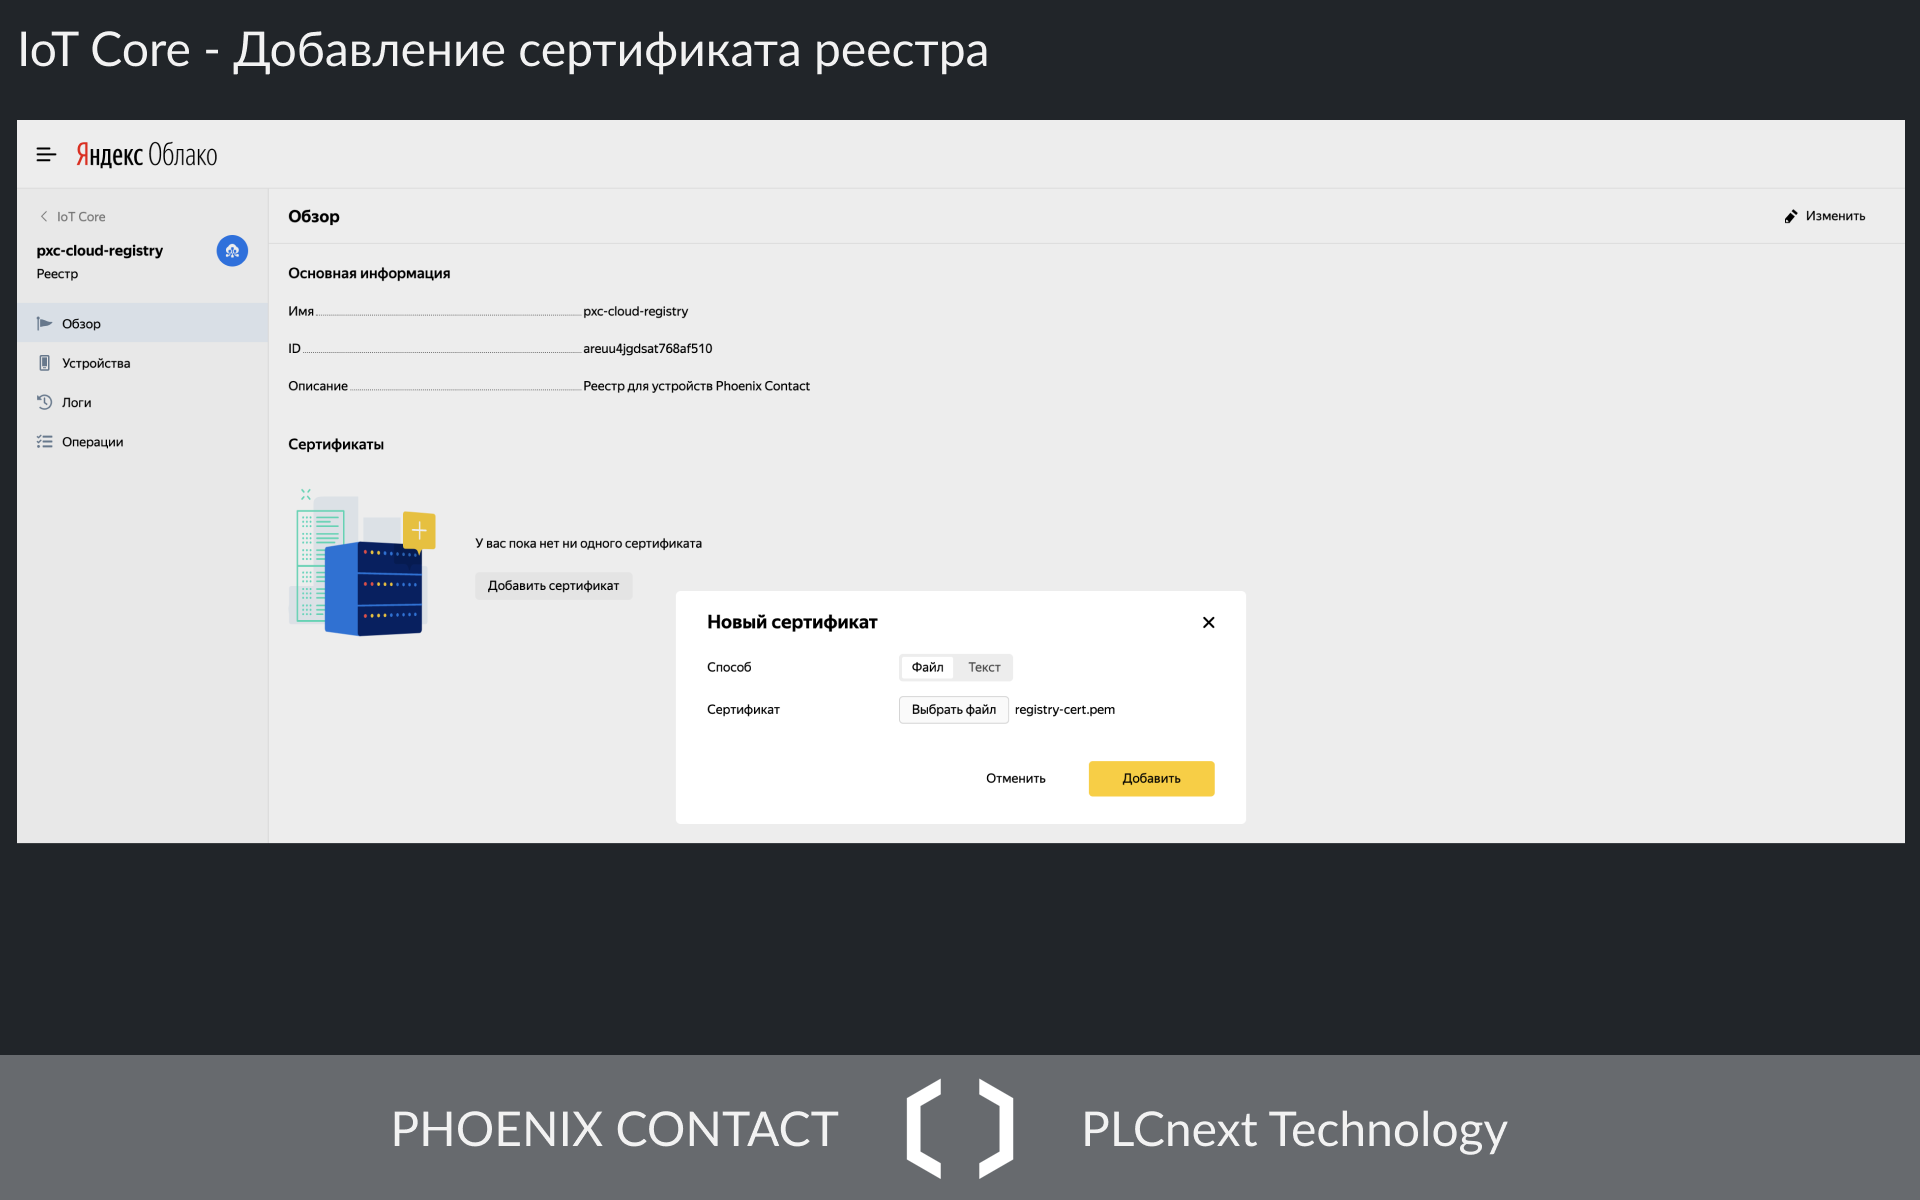 IoT Core - Добавление сертификата реестра
Яндекс Облако
IoT Core
pxc-cloud-registry
Реестр
Обзор
Устройства
Логи
Операции
Обзор
Изменить
Основная информация
Имя pxc-cloud-registry
ID areuu4jgdsat768af510
Описание Реестр для устройств Phoenix Contact
Сертификаты
У вас пока нет ни одного сертификата
Добавить сертификат
Новый сертификат
Способ Файл Текст
Сертификат Выбрать файл registry-cert.pem
Отменить Добавить
PHOENIX CONTACT PLCnext Technology